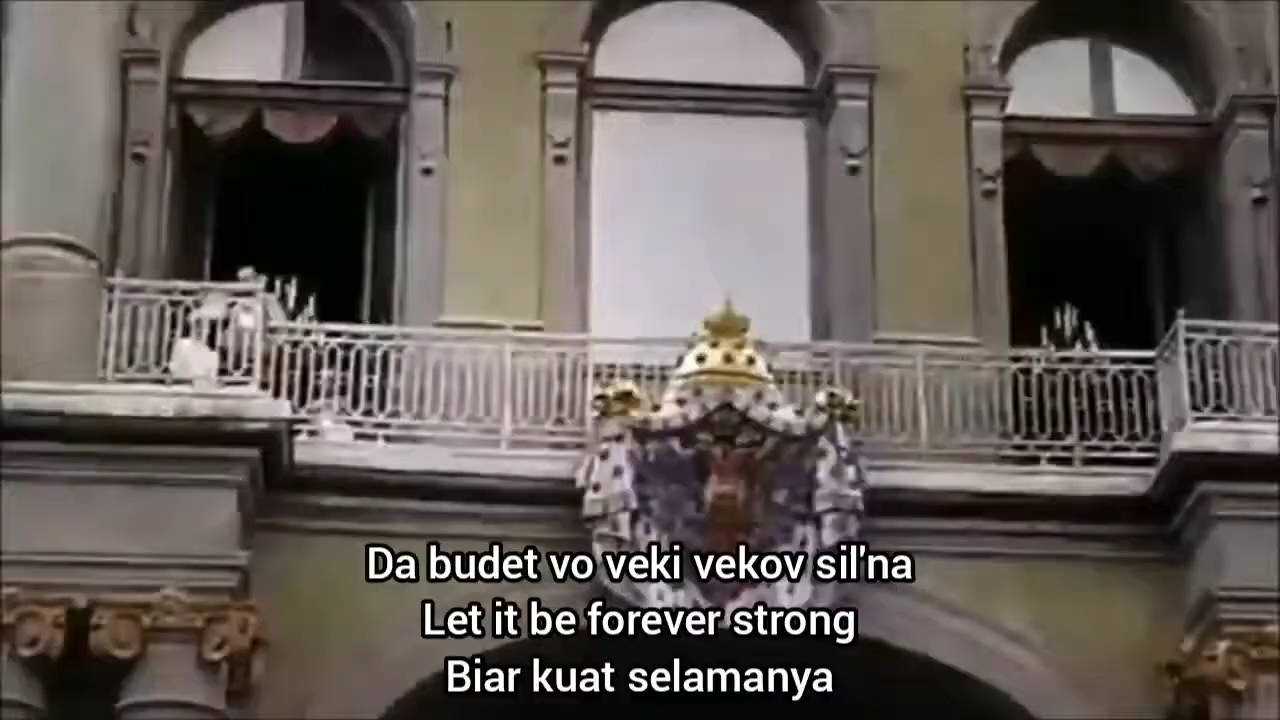 Da budet vo veki vekov sil'na
Let it be forever strong
Biar kuat selamanya